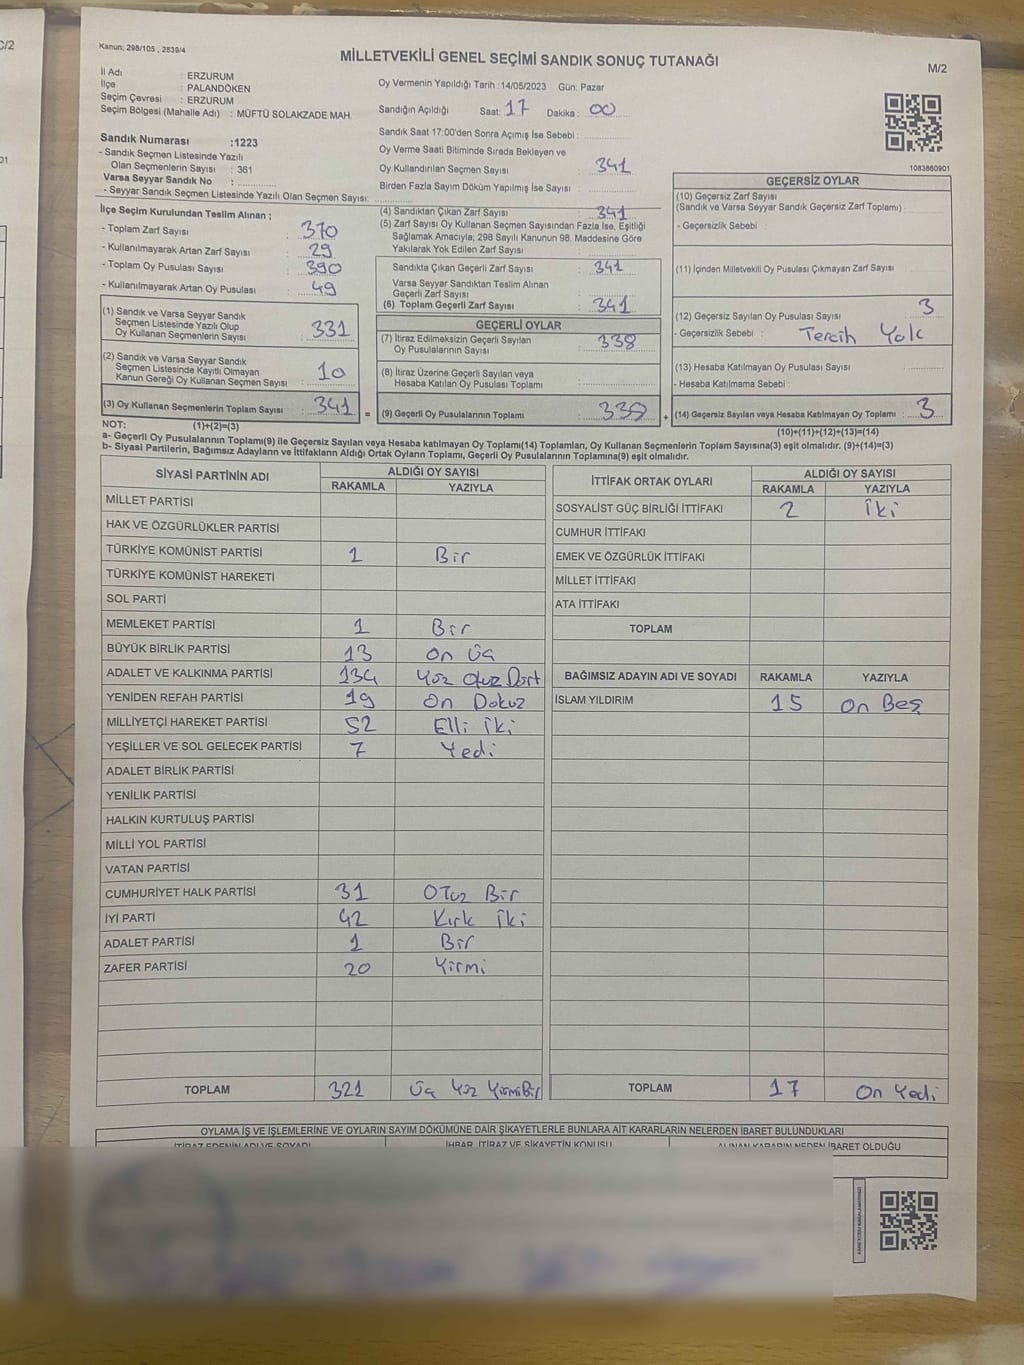 C/2
Kanun; 298/105 , 2839/4
MİLLETVEKİLİ GENEL SEÇİMİ SANDIK SONUÇ TUTANAĞI
M/2
İl Adı : ERZURUM
İlçe : PALANDÖKEN
Seçim Çevresi : ERZURUM
Seçim Bölgesi (Mahalle Adı) : MÜFTÜ SOLAKZADE MAH.
Oy Vermenin Yapıldığı Tarih :14/05/2023 Gün: Pazar
Sandığın Açıldığı Saat: 17 Dakika : 00
Sandık Saat 17:00'den Sonra Açımış İse Sebebi :
Oy Verme Saati Bitiminde Sırada Bekleyen ve
Oy Kullandırılan Seçmen Sayısı : 341
Birden Fazla Sayım Döküm Yapılmış İse Sayısı :
Sandık Numarası :1223
- Sandık Seçmen Listesinde Yazılı
Olan Seçmenlerin Sayısı : 361
Varsa Seyyar Sandık No :
- Seyyar Sandık Seçmen Listesinde Yazılı Olan Seçmen Sayısı:
1083860901
İlçe Seçim Kurulundan Teslim Alınan ;
- Toplam Zarf Sayısı : 370
- Kullanılmayarak Artan Zarf Sayısı : 29
- Toplam Oy Pusulası Sayısı : 390
- Kullanılmayarak Artan Oy Pusulası : 49
(1) Sandık ve Varsa Seyyar Sandık
Seçmen Listesinde Yazılı Olup
Oy Kullanan Seçmenlerin Sayısı : 331
(2) Sandık ve Varsa Seyyar Sandık
Seçmen Listesinde Kayıtlı Olmayan
Kanun Gereği Oy Kullanan Seçmen Sayısı : 10
(3) Oy Kullanan Seçmenlerin Toplam Sayısı : 341 =
(4) Sandıktan Çıkan Zarf Sayısı : 341
(5) Zarf Sayısı Oy Kullanan Seçmen Sayısından Fazla İse, Eşitliği
Sağlamak Amacıyla; 298 Sayılı Kanunun 98. Maddesine Göre
Yakılarak Yok Edilen Zarf Sayısı :
Sandıkta Çıkan Geçerli Zarf Sayısı : 341
Varsa Seyyar Sandıktan Teslim Alınan
Geçerli Zarf Sayısı :
(6) Toplam Geçerli Zarf Sayısı : 341
GEÇERLİ OYLAR
(7) İtiraz Edilmeksizin Geçerli Sayılan
Oy Pusulalarının Sayısı : 338
(8) İtiraz Üzerine Geçerli Sayılan veya
Hesaba Katılan Oy Pusulası Toplamı :
(9) Geçerli Oy Pusulalarının Toplamı : 338 +
GEÇERSİZ OYLAR
(10) Geçersiz Zarf Sayısı
(Sandık ve Varsa Seyyar Sandık Geçersiz Zarf Toplamı) :
- Geçersizlik Sebebi :
(11) İçinden Milletvekili Oy Pusulası Çıkmayan Zarf Sayısı :
(12) Geçersiz Sayılan Oy Pusulası Sayısı : 3
- Geçersizlik Sebebi : Tercih Yok
(13) Hesaba Katılmayan Oy Pusulası Sayısı :
- Hesaba Katılmama Sebebi :
(14) Geçersiz Sayılan veya Hesaba Katılmayan Oy Toplamı : 3
NOT: (1)+(2)=(3)
(10)+(11)+(12)+(13)=(14)
a- Geçerli Oy Pusulalarının Toplamı(9) ile Geçersiz Sayılan veya Hesaba katılmayan Oy Toplamı(14) Toplamları, Oy Kullanan Seçmenlerin Toplam Sayısına(3) eşit olmalıdır. (9)+(14)=(3)
b- Siyasi Partilerin, Bağımsız Adayların ve İttifakların Aldığı Ortak Oyların Toplamı, Geçerli Oy Pusulalarının Toplamına(9) eşit olmalıdır.
SİYASİ PARTİNİN ADI ALDIĞI OY SAYISI
RAKAMLA YAZIYLA
MİLLET PARTİSİ
HAK VE ÖZGÜRLÜKLER PARTİSİ
TÜRKİYE KOMÜNİST PARTİSİ 1 Bir
TÜRKİYE KOMÜNİST HAREKETİ
SOL PARTİ
MEMLEKET PARTİSİ 1 Bir
BÜYÜK BİRLİK PARTİSİ 13 On Üç
ADALET VE KALKINMA PARTİSİ 134 Yüz Otuz Dört
YENİDEN REFAH PARTİSİ 19 On Dokuz
MİLLİYETÇİ HAREKET PARTİSİ 52 Elli İki
YEŞİLLER VE SOL GELECEK PARTİSİ 7 Yedi
ADALET BİRLİK PARTİSİ
YENİLİK PARTİSİ
HALKIN KURTULUŞ PARTİSİ
MİLLİ YOL PARTİSİ
VATAN PARTİSİ
CUMHURİYET HALK PARTİSİ 31 Otuz Bir
İYİ PARTİ 42 Kırk İki
ADALET PARTİSİ 1 Bir
ZAFER PARTİSİ 20 Yirmi
TOPLAM 321 Üç Yüz YirmiBir
İTTİFAK ORTAK OYLARI ALDIĞI OY SAYISI
RAKAMLA YAZIYLA
SOSYALİST GÜÇ BİRLİĞİ İTTİFAKI 2 İki
CUMHUR İTTİFAKI
EMEK VE ÖZGÜRLÜK İTTİFAKI
MİLLET İTTİFAKI
ATA İTTİFAKI
TOPLAM
BAĞIMSIZ ADAYIN ADI VE SOYADI RAKAMLA YAZIYLA
İSLAM YILDIRIM 15 On Beş
TOPLAM 17 On Yedi
OYLAMA İŞ VE İŞLEMLERİNE VE OYLARIN SAYIM DÖKÜMÜNE DAİR ŞİKAYETLERLE BUNLARA AİT KARARLARIN NELERDEN İBARET BULUNDUKLARI
İTİRAZ EDENİN ADI VE SOYADI İHBAR, İTİRAZ VE ŞİKAYETİN KONUSU ALINAN KARARIN NEDEN İBARET OLDUĞU